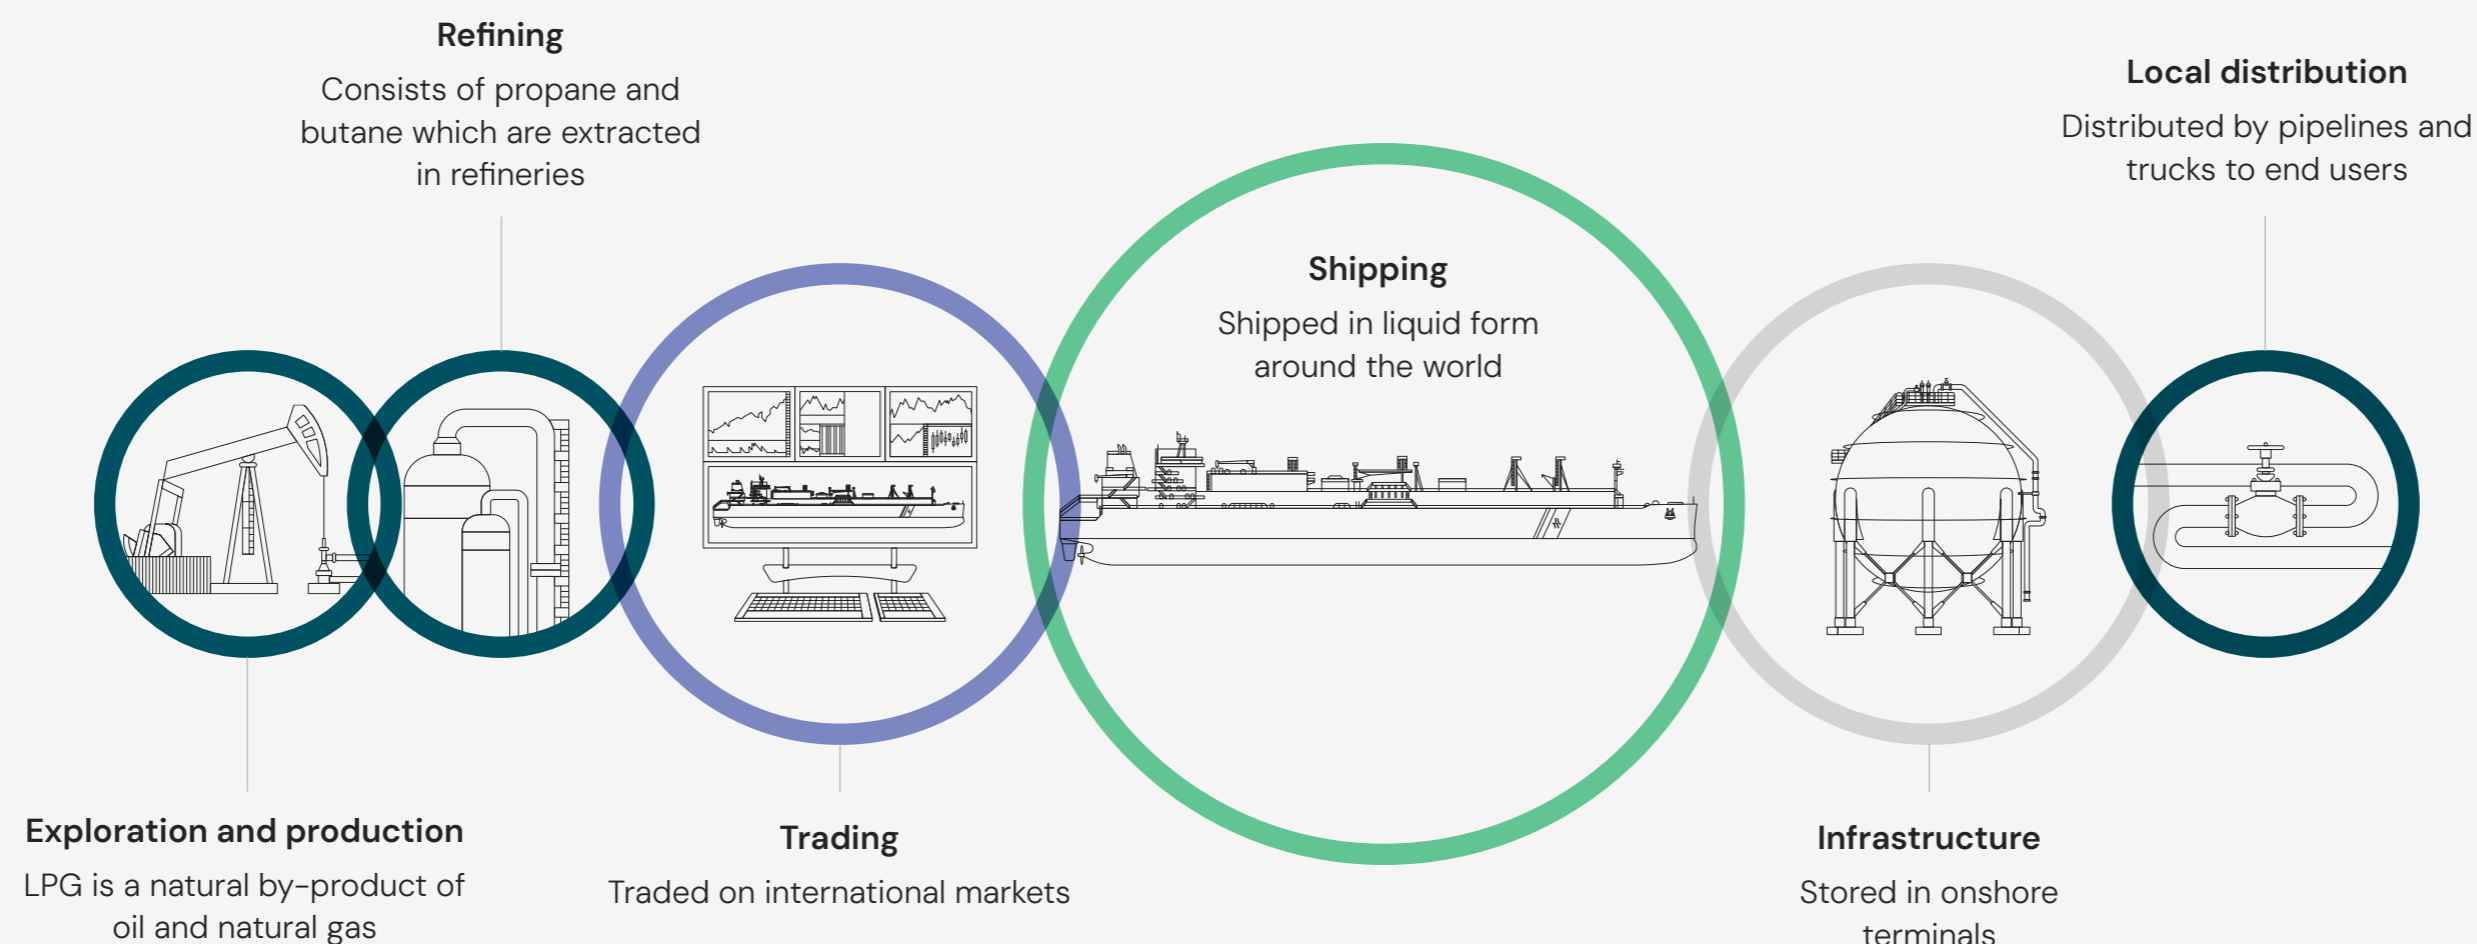 Refining
Consists of propane and
butane which are extracted
in refineries
Local distribution
Distributed by pipelines and
trucks to end users
Shipping
Shipped in liquid form
around the world
Exploration and production
LPG is a natural by-product of
oil and natural gas
Trading
Traded on international markets
Infrastructure
Stored in onshore
terminals